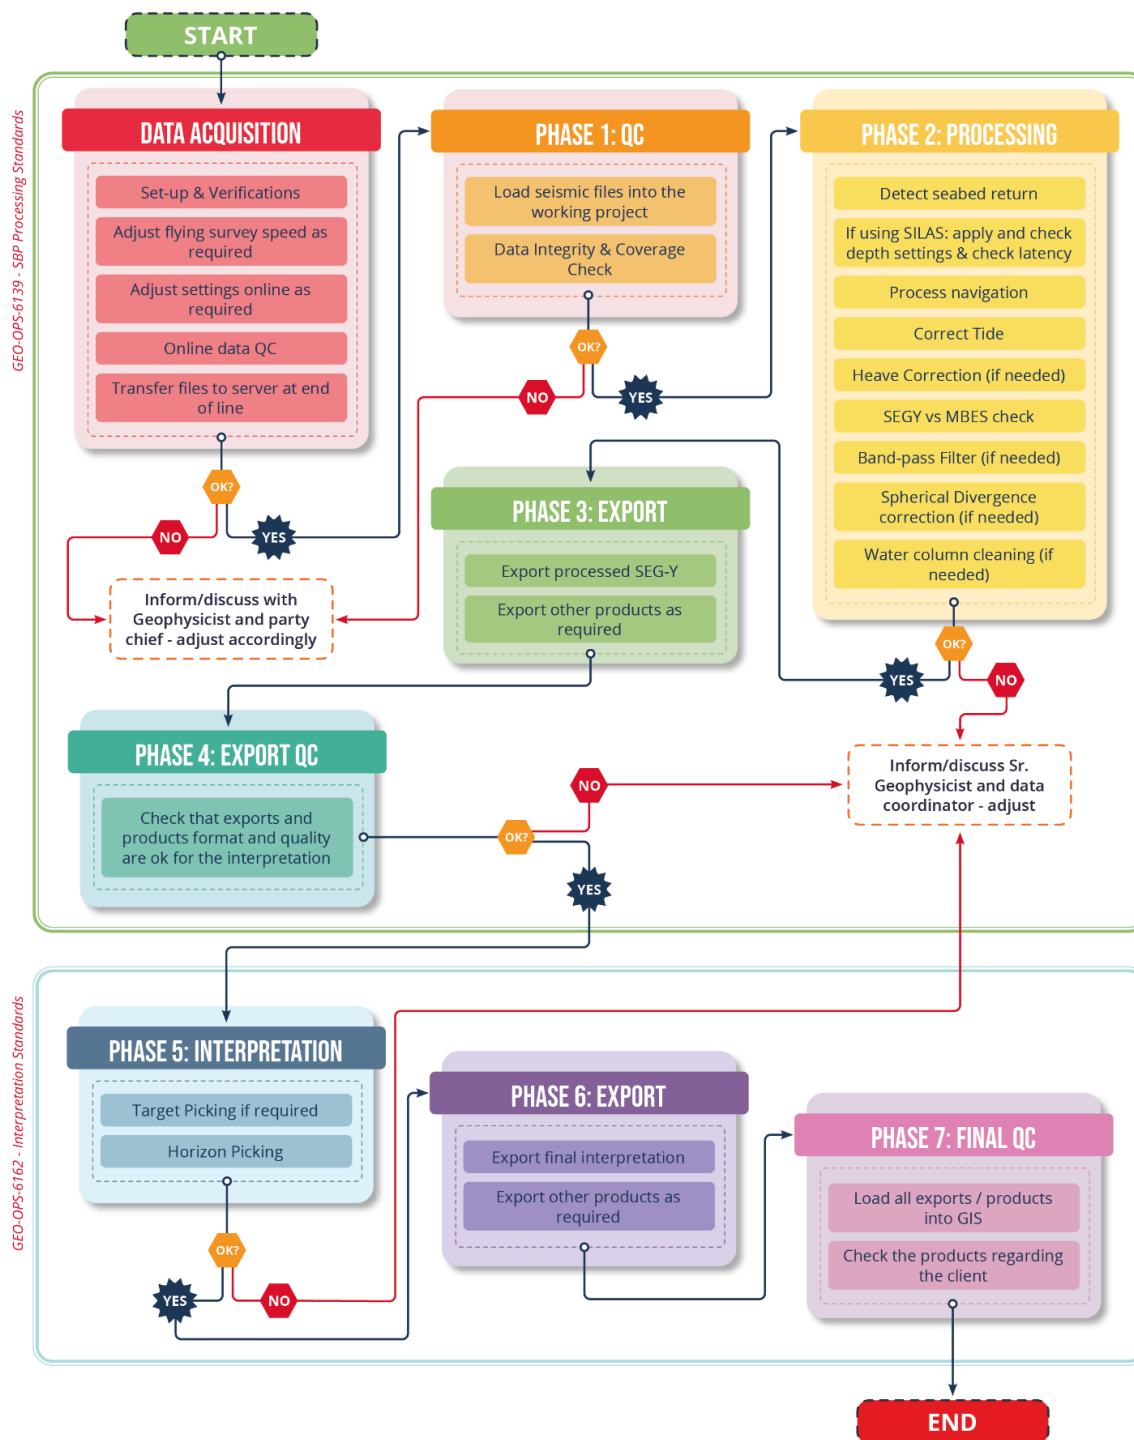 START
GEO-OPS-6139 - SBP Processing Standards
DATA ACQUISITION
Set-up & Verifications
Adjust flying survey speed as
required
Adjust settings online as
required
Online data QC
Transfer files to server at end
of line
OK?
NO
YES
Inform/discuss with
Geophysicist and party
chief - adjust accordingly
PHASE 1: QC
Load seismic files into the
working project
Data Integrity & Coverage
Check
OK?
NO
YES
PHASE 2: PROCESSING
Detect seabed return
If using SILAS: apply and check
depth settings & check latency
Process navigation
Correct Tide
Heave Correction (if needed)
SEGY vs MBES check
Band-pass Filter (if needed)
Spherical Divergence
correction (if needed)
Water column cleaning (if
needed)
OK?
YES
NO
Inform/discuss Sr.
Geophysicist and data
coordinator - adjust
PHASE 3: EXPORT
Export processed SEG-Y
Export other products as
required
PHASE 4: EXPORT QC
Check that exports and
products format and quality
are ok for the interpretation
OK?
NO
YES
GEO-OPS-6162 - Interpretation Standards
PHASE 5: INTERPRETATION
Target Picking if required
Horizon Picking
OK?
YES
NO
PHASE 6: EXPORT
Export final interpretation
Export other products as
required
PHASE 7: FINAL QC
Load all exports / products
into GIS
Check the products regarding
the client
END